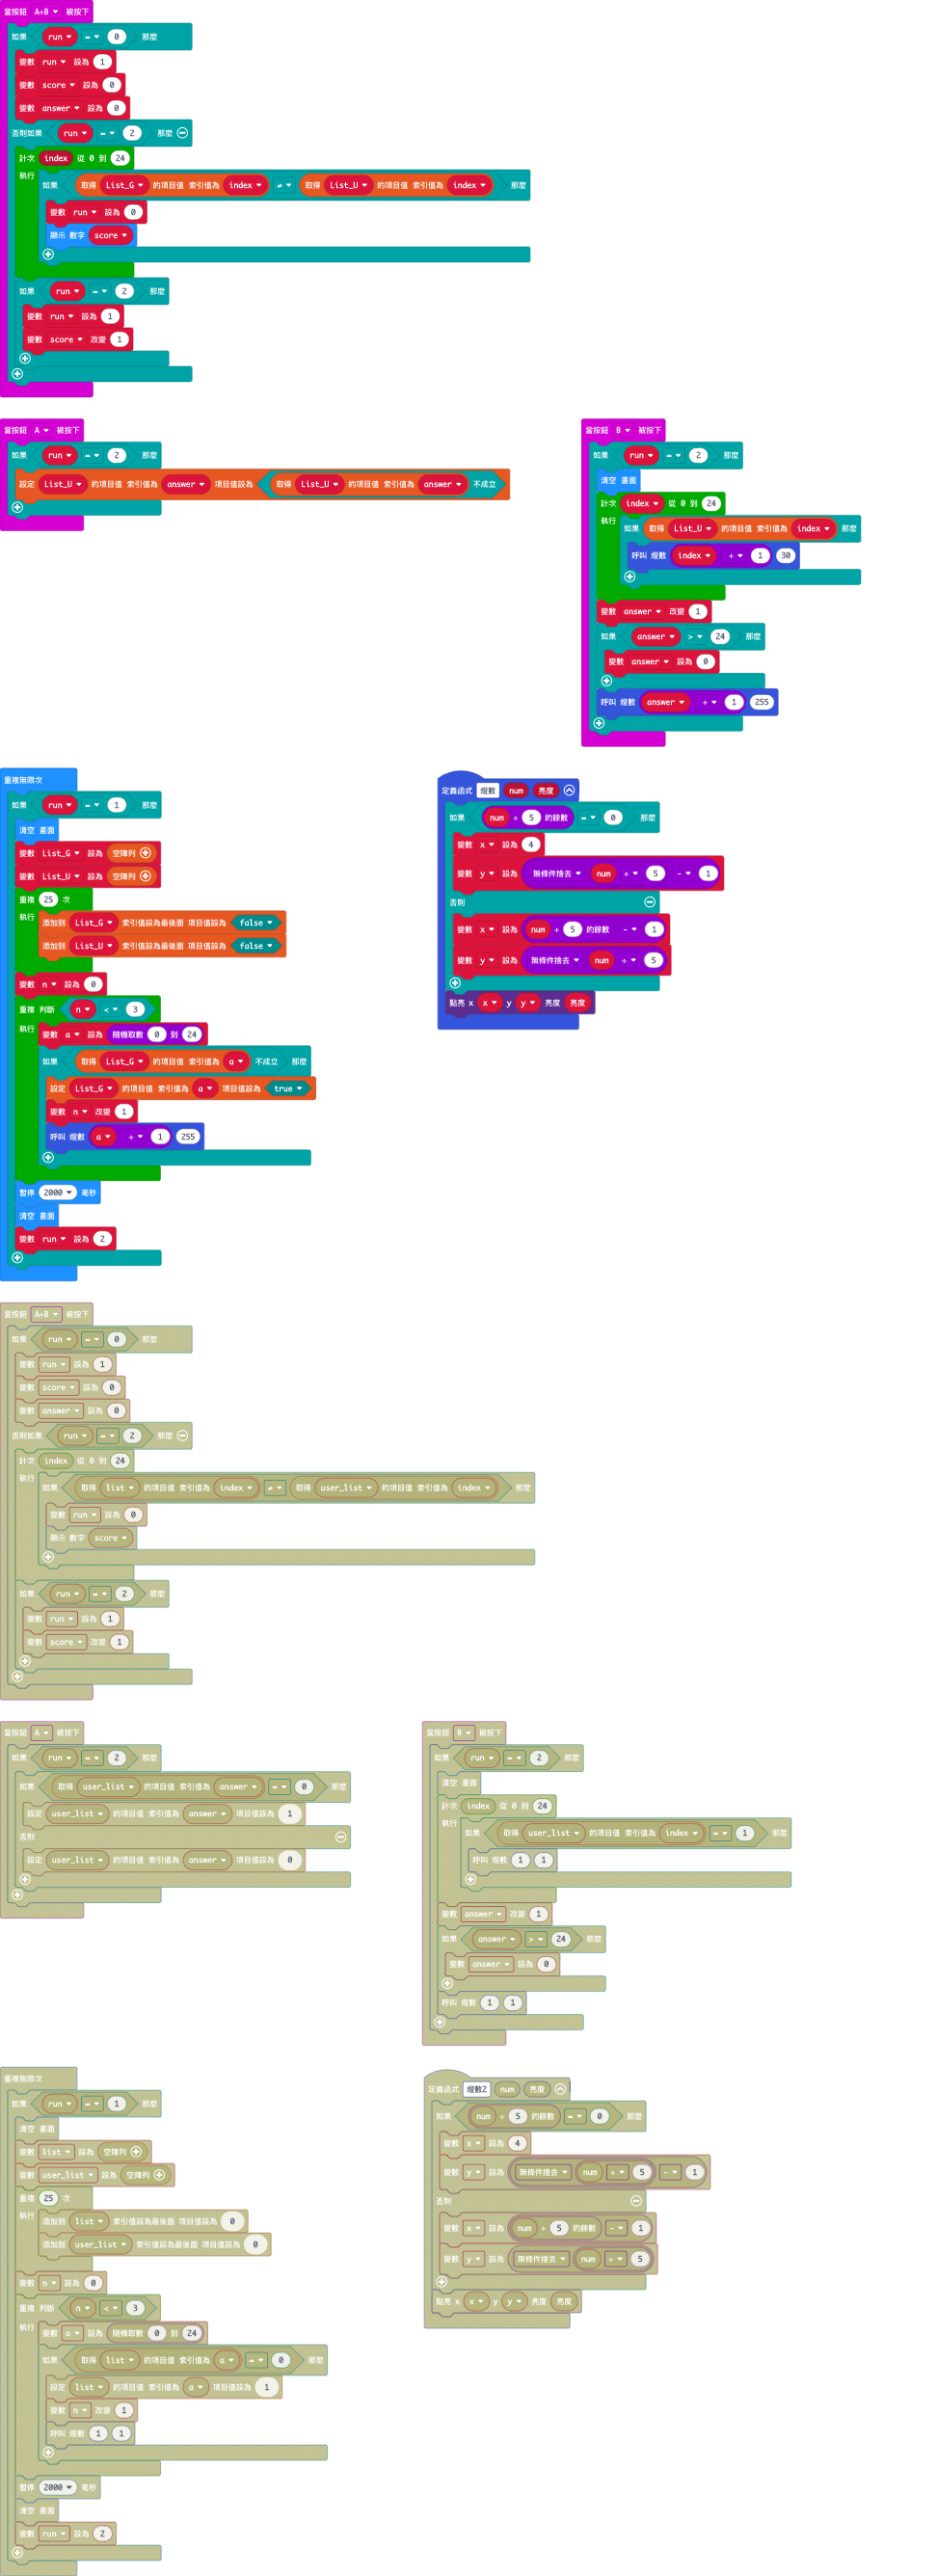 當按鈕 A+B 被按下
如果 run = 0 那麼
變數 run 設為 1
變數 score 設為 0
變數 answer 設為 0
否則如果 run = 2 那麼
計次 index 從 0 到 24
執行
如果 取得 List_G 的項目值 索引值為 index ≠ 取得 List_U 的項目值 索引值為 index 那麼
變數 run 設為 0
顯示 數字 score
如果 run = 2 那麼
變數 run 設為 1
變數 score 改變 1
當按鈕 A 被按下
如果 run = 2 那麼
設定 List_U 的項目值 索引值為 answer 項目值設為 取得 List_U 的項目值 索引值為 answer 不成立
當按鈕 B 被按下
如果 run = 2 那麼
清空 畫面
計次 index 從 0 到 24
執行
如果 取得 List_U 的項目值 索引值為 index 那麼
呼叫 燈數 index + 1 30
變數 answer 改變 1
如果 answer > 24 那麼
變數 answer 設為 0
呼叫 燈數 answer + 1 255
重複無限次
如果 run = 1 那麼
清空 畫面
變數 List_G 設為 空陣列
變數 List_U 設為 空陣列
重複 25 次
執行
添加到 List_G 索引值設為最後面 項目值設為 false
添加到 List_U 索引值設為最後面 項目值設為 false
變數 n 設為 0
重複 判斷 n < 3
執行
變數 a 設為 隨機取數 0 到 24
如果 取得 List_G 的項目值 索引值為 a 不成立 那麼
設定 List_G 的項目值 索引值為 a 項目值設為 true
變數 n 改變 1
呼叫 燈數 a + 1 255
暫停 2000 毫秒
清空 畫面
變數 run 設為 2
定義函式 燈數 num 亮度
如果 num ÷ 5 的餘數 = 0 那麼
變數 x 設為 4
變數 y 設為 無條件捨去 num ÷ 5 - 1
否則
變數 x 設為 num ÷ 5 的餘數 - 1
變數 y 設為 無條件捨去 num ÷ 5
點亮 x x y y 亮度 亮度
當按鈕 A+B 被按下
如果 run = 0 那麼
變數 run 設為 1
變數 score 設為 0
變數 answer 設為 0
否則如果 run = 2 那麼
計次 index 從 0 到 24
執行
如果 取得 list 的項目值 索引值為 index ≠ 取得 user_list 的項目值 索引值為 index 那麼
變數 run 設為 0
顯示 數字 score
如果 run = 2 那麼
變數 run 設為 1
變數 score 改變 1
當按鈕 A 被按下
如果 run = 2 那麼
如果 取得 user_list 的項目值 索引值為 answer = 0 那麼
設定 user_list 的項目值 索引值為 answer 項目值設為 1
否則
設定 user_list 的項目值 索引值為 answer 項目值設為 0
當按鈕 B 被按下
如果 run = 2 那麼
清空 畫面
計次 index 從 0 到 24
執行
如果 取得 user_list 的項目值 索引值為 index = 1 那麼
呼叫 燈數 1 1
變數 answer 改變 1
如果 answer > 24 那麼
變數 answer 設為 0
呼叫 燈數 1 1
重複無限次
如果 run = 1 那麼
清空 畫面
變數 list 設為 空陣列
變數 user_list 設為 空陣列
重複 25 次
執行
添加到 list 索引值設為最後面 項目值設為 0
添加到 user_list 索引值設為最後面 項目值設為 0
變數 n 設為 0
重複 判斷 n < 3
執行
變數 a 設為 隨機取數 0 到 24
如果 取得 list 的項目值 索引值為 a = 0 那麼
設定 list 的項目值 索引值為 a 項目值設為 1
變數 n 改變 1
呼叫 燈數 1 1
暫停 2000 毫秒
清空 畫面
變數 run 設為 2
定義函式 燈數2 num 亮度
如果 num ÷ 5 的餘數 = 0 那麼
變數 x 設為 4
變數 y 設為 無條件捨去 num ÷ 5 - 1
否則
變數 x 設為 num ÷ 5 的餘數 - 1
變數 y 設為 無條件捨去 num ÷ 5
點亮 x x y y 亮度 亮度